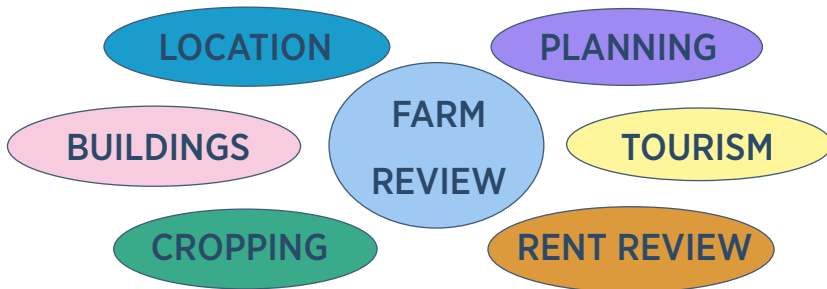 LOCATION
PLANNING
FARM
REVIEW
BUILDINGS
TOURISM
CROPPING
RENT REVIEW